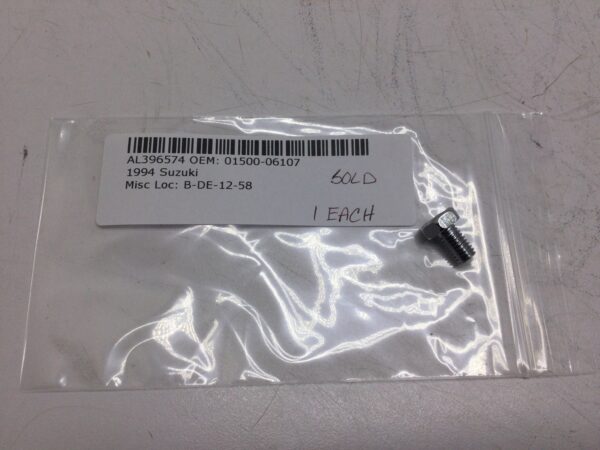 AL396574 OEM: 01500-06107
1994 Suzuki
Misc Loc: B-DE-12-58
SOLD
1 EACH